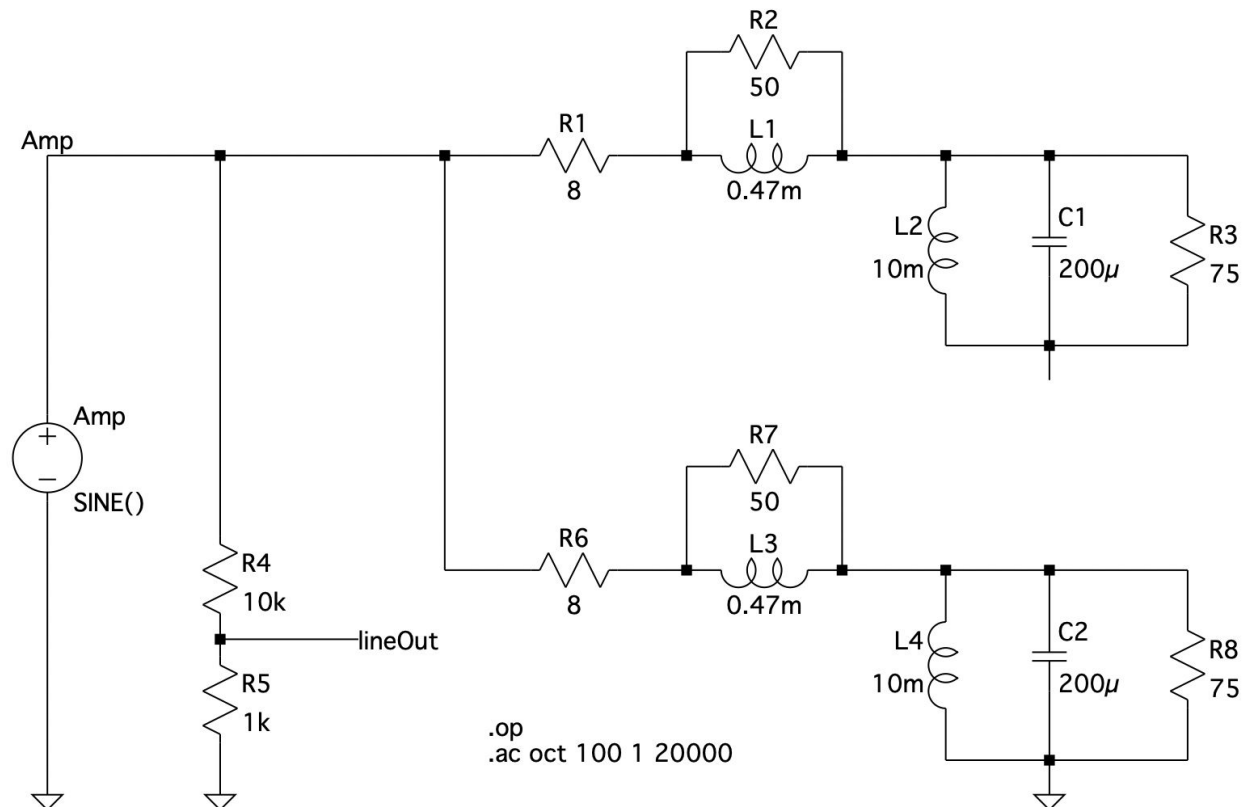 R2
50
Amp
R1
8
L1
0.47m
L2
10m
C1
200µ
R3
75
Amp
+
−
SINE()
R7
50
R4
10k
R6
8
L3
0.47m
lineOut
R5
1k
L4
10m
C2
200µ
R8
75
.op
.ac oct 100 1 20000